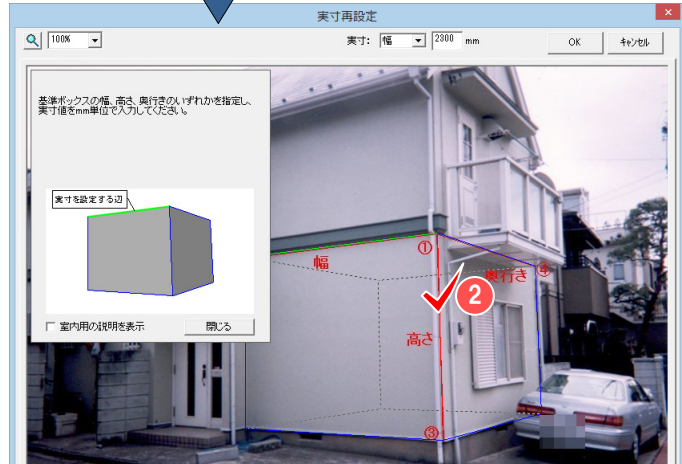 実寸再設定
×
100%
実寸: 幅 2300 mm
OK
ｷｬﾝｾﾙ
基準ボックスの幅、高さ、奥行きのいずれかを指定し、
実寸値をmm単位で入力してください。
実寸を設定する辺
室内用の説明を表示
閉じる
①
幅
奥行き
④
2
高さ
③